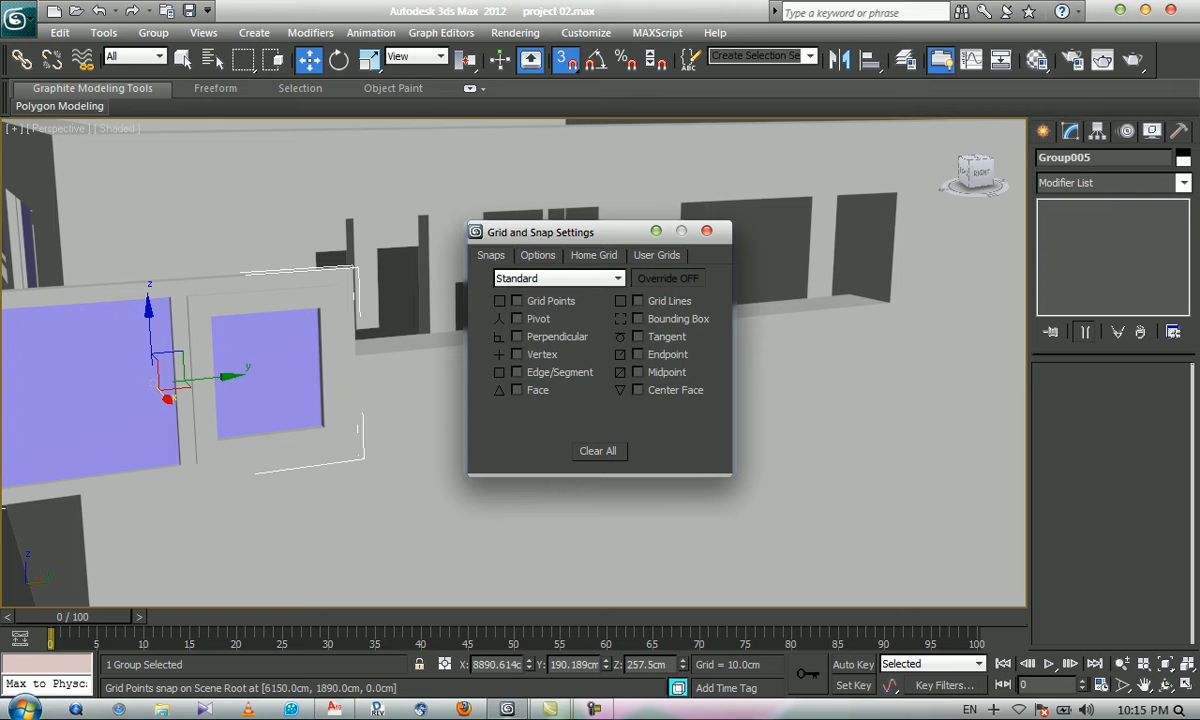 Autodesk 3ds Max 2012 project 02.max
Type a keyword or phrase
Edit Tools Group Views Create Modifiers Animation Graph Editors Rendering Customize MAXScript Help
All View 3 Create Selection Se
Graphite Modeling Tools Freeform Selection Object Paint
Polygon Modeling
[ + ] [ Perspective ] [ Shaded ]
RIGHT
Group005
Modifier List
Grid and Snap Settings
Snaps Options Home Grid User Grids
Standard Override OFF
Grid Points Grid Lines
Pivot Bounding Box
Perpendicular Tangent
Vertex Endpoint
Edge/Segment Midpoint
Face Center Face
Clear All
z
y
x
z
0 / 100
0 5 10 15 20 25 30 35 40 45 50 55 60 65 70 75 80 85 90 95 100
1 Group Selected X: 8890.614c Y: 190.189cm Z: 257.5cm Grid = 10.0cm Auto Key Selected
Max to Physc Grid Points snap on Scene Root at [6150.0cm, 1890.0cm, 0.0cm] Add Time Tag Set Key Key Filters... 0
EN 10:15 PM